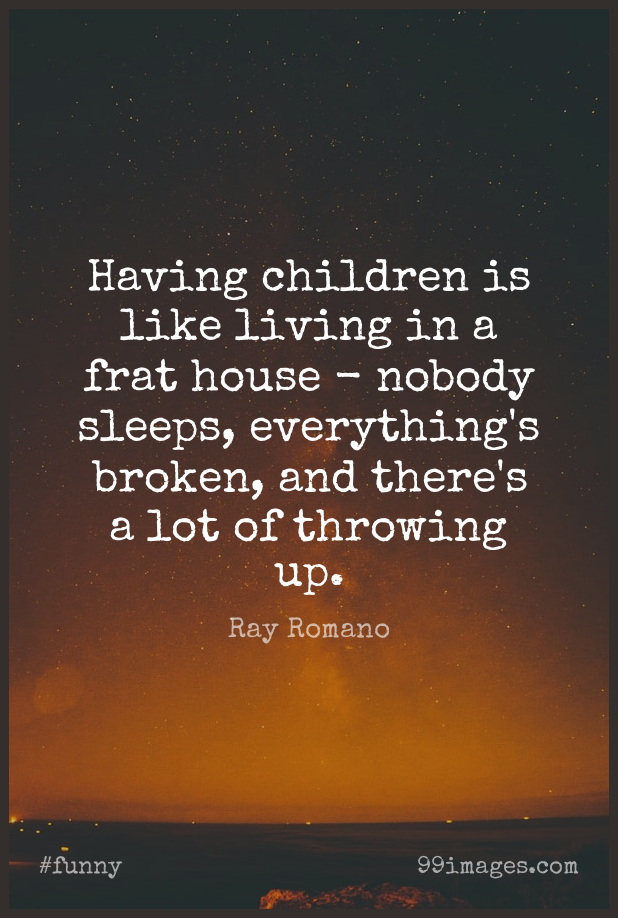 Having children is
like living in a
frat house - nobody
sleeps, everything's
broken, and there's
a lot of throwing
up.
Ray Romano
#funny 99images.com